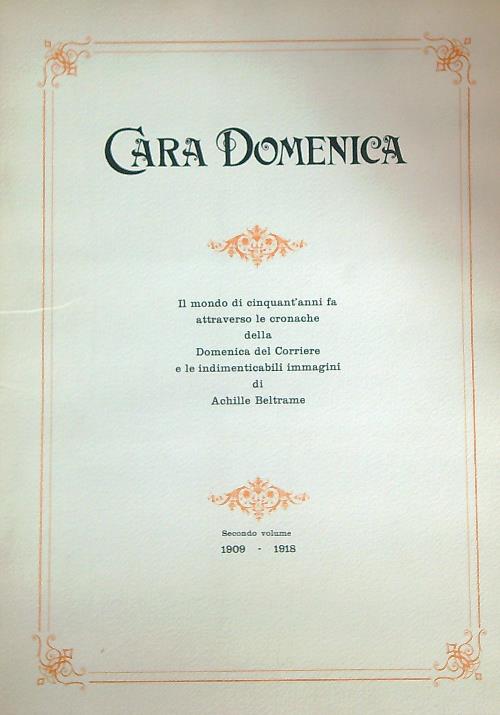 CARA DOMENICA
Il mondo di cinquant'anni fa
attraverso le cronache
della
Domenica del Corriere
e le indimenticabili immagini
di
Achille Beltrame
Secondo volume
1909 - 1918